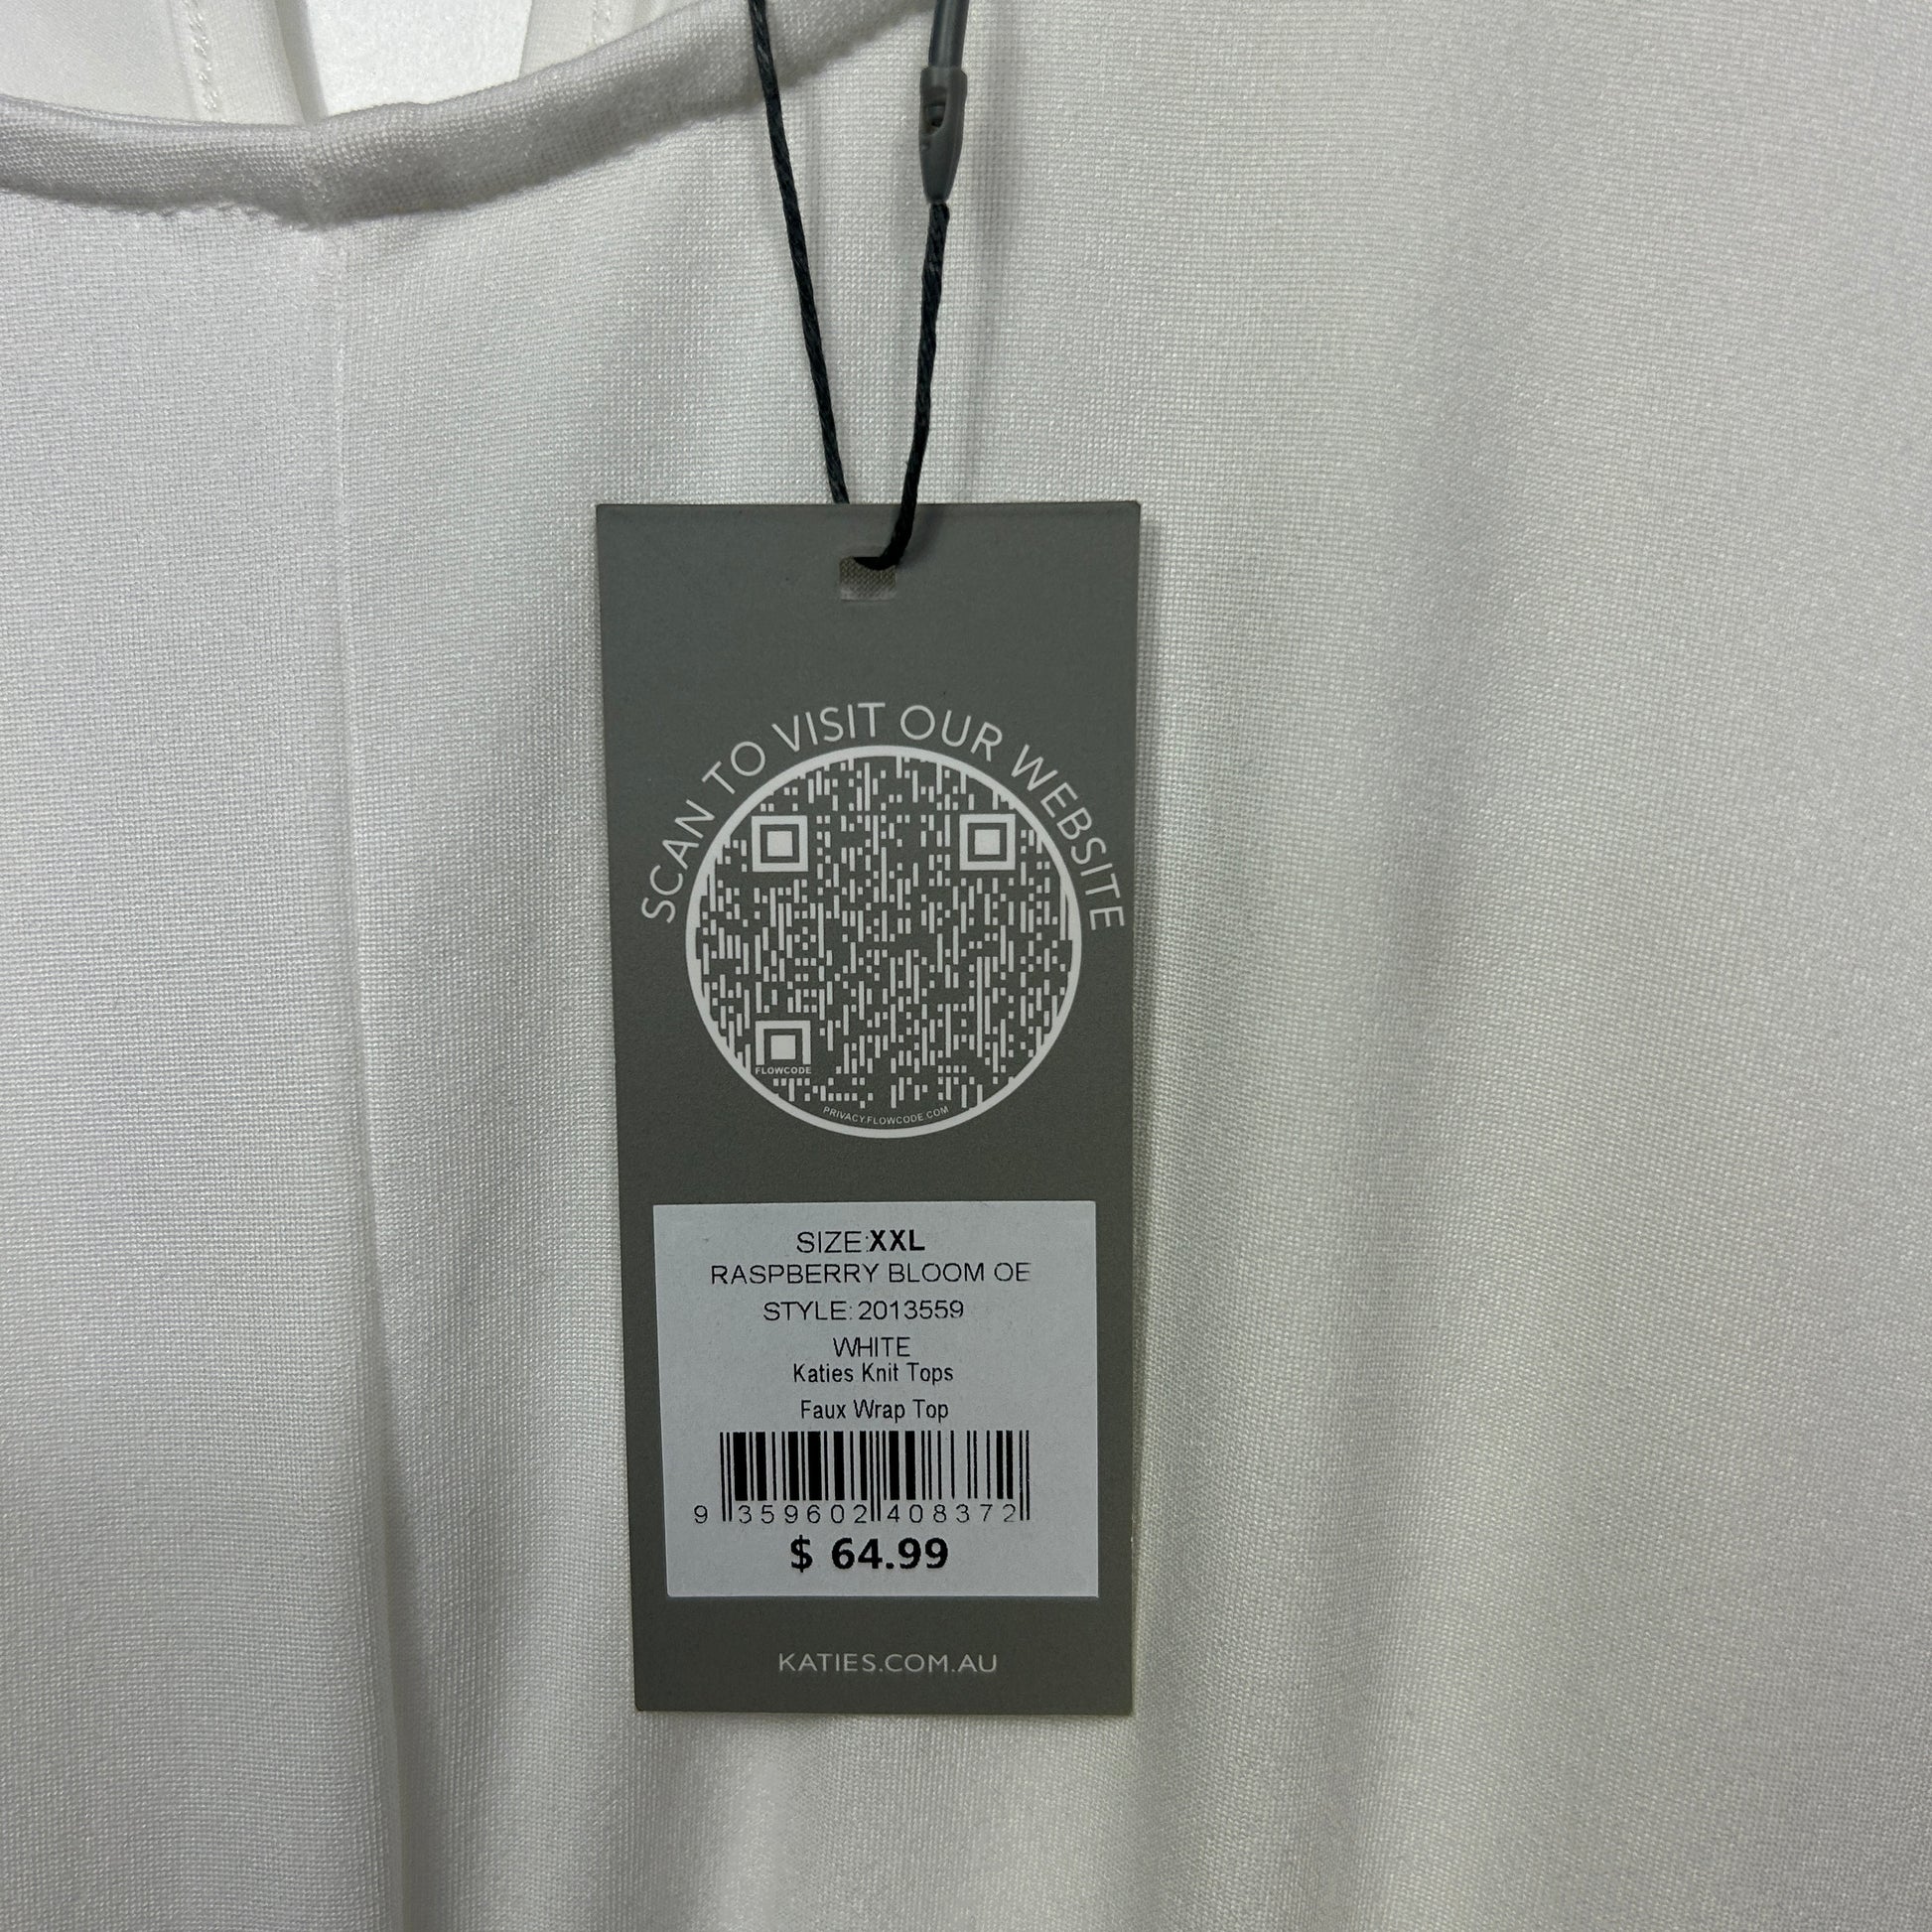 SCAN TO VISIT OUR WEBSITE
FLOWCODE
PRIVACY.FLOWCODE.COM
SIZE:XXL
RASPBERRY BLOOM OE
STYLE:2013559
WHITE
Katies Knit Tops
Faux Wrap Top
9 359602 408372
$ 64.99
KATIES.COM.AU